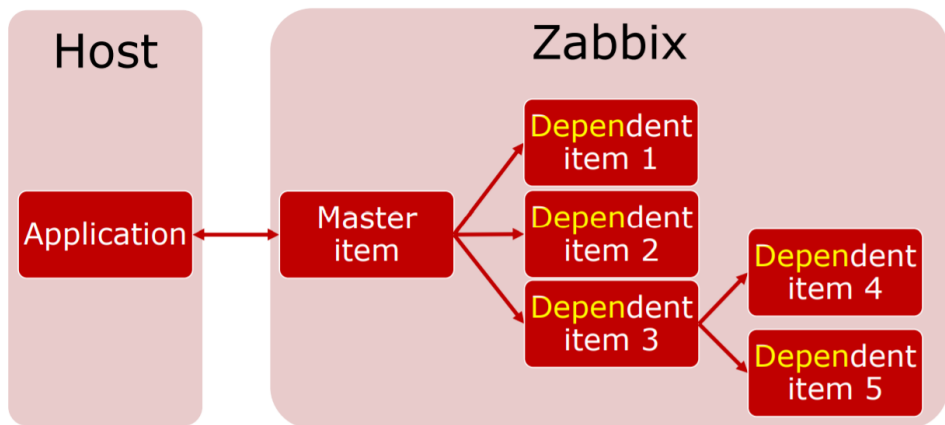 Host
Zabbix
Application
Master
item
Dependent
item 1
Dependent
item 2
Dependent
item 3
Dependent
item 4
Dependent
item 5